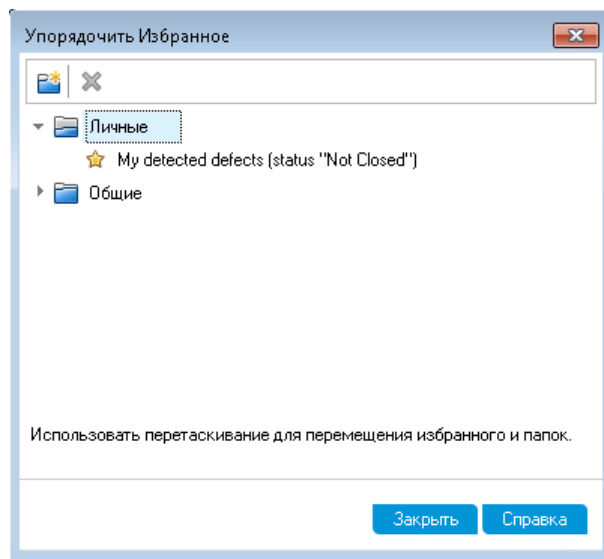 Упорядочить Избранное
Личные
My detected defects (status "Not Closed")
Общие
Использовать перетаскивание для перемещения избранного и папок.
Закрыть Справка